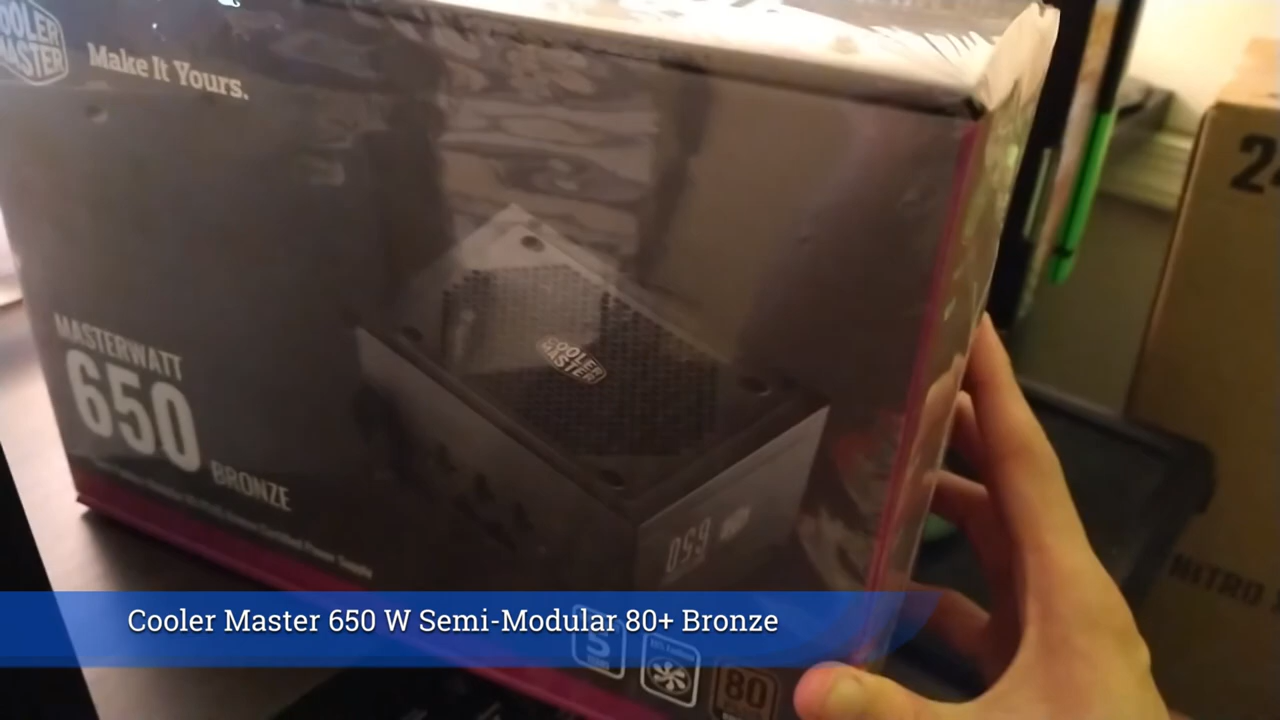 COOLER
MASTER
Make It Yours.
24
COOLER
MASTER
MASTERWATT
650
BRONZE
650
NITRO
Cooler Master 650 W Semi-Modular 80+ Bronze
5
80